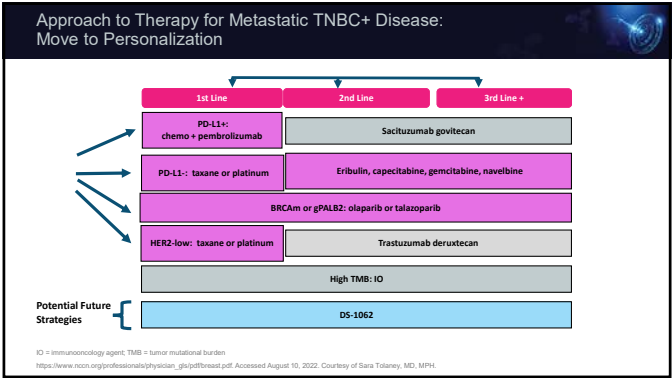 Approach to Therapy for Metastatic TNBC+ Disease:
Move to Personalization
1st Line
2nd Line
3rd Line +
PD-L1+:
chemo + pembrolizumab
Sacituzumab govitecan
PD-L1-: taxane or platinum
Eribulin, capecitabine, gemcitabine, navelbine
BRCAm or gPALB2: olaparib or talazoparib
HER2-low: taxane or platinum
Trastuzumab deruxtecan
High TMB: IO
Potential Future
Strategies
DS-1062
IO = immunooncology agent; TMB = tumor mutational burden
https://www.nccn.org/professionals/physician_gls/pdf/breast.pdf. Accessed August 10, 2022. Courtesy of Sara Tolaney, MD, MPH.